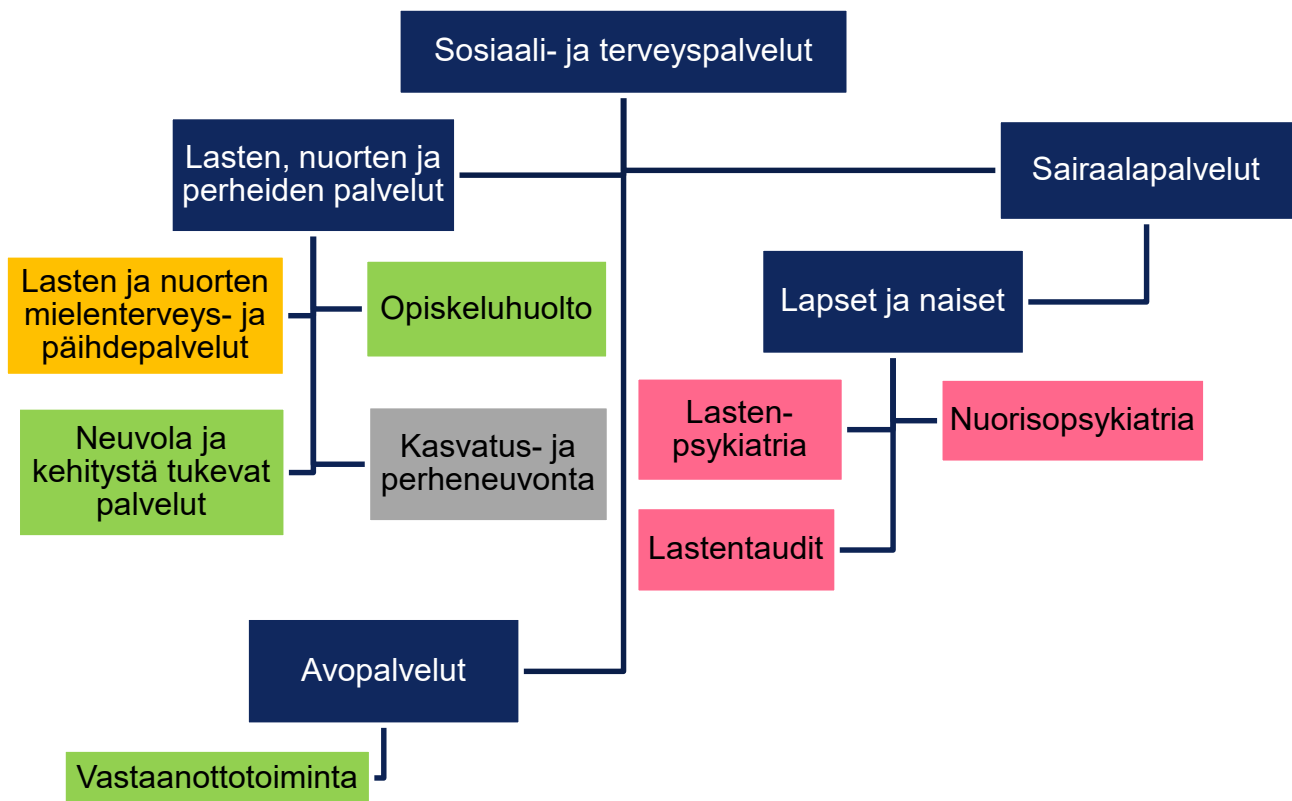 Sosiaali- ja terveyspalvelut
Lasten, nuorten ja
perheiden palvelut
Sairaalapalvelut
Lasten ja nuorten
mielenterveys- ja
päihdepalvelut
Opiskeluhuolto
Lapset ja naiset
Neuvola ja
kehitystä tukevat
palvelut
Kasvatus- ja
perheneuvonta
Lasten-
psykiatria
Nuorisopsykiatria
Lastentaudit
Avopalvelut
Vastaanottotoiminta